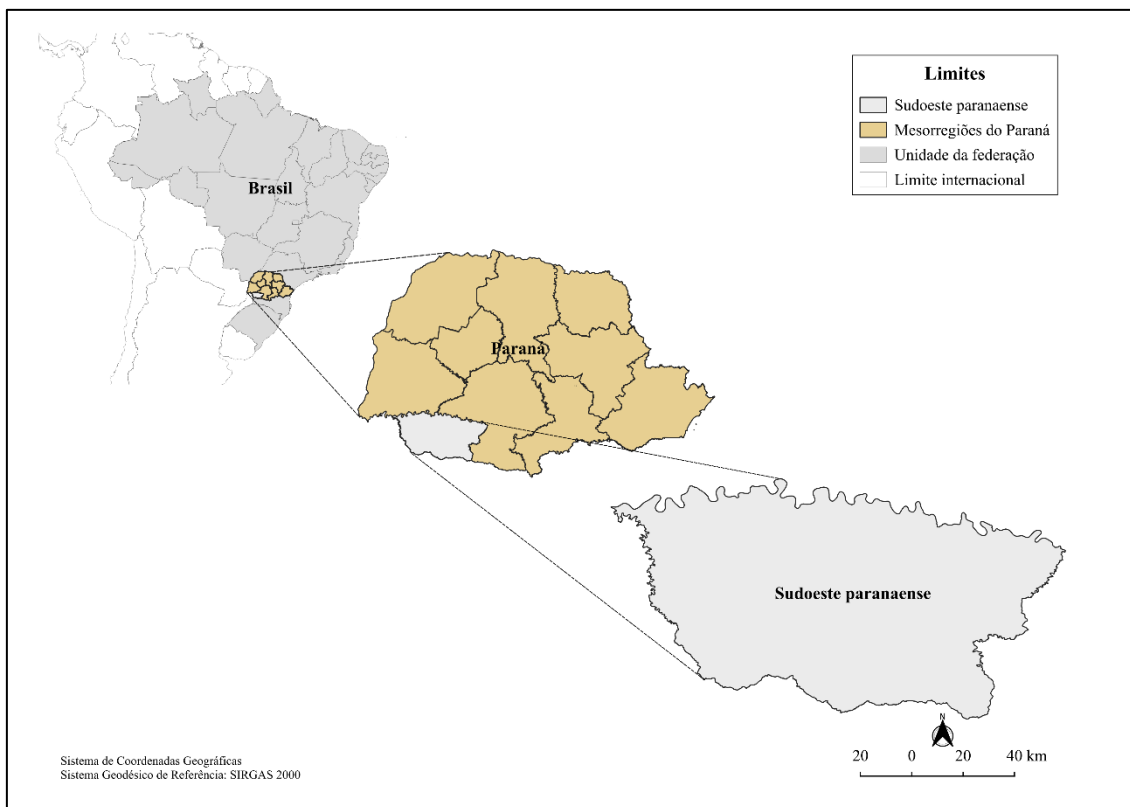 Limites
Sudoeste paranaense
Mesorregiões do Paraná
Unidade da federação
Limite internacional
Brasil
Paraná
Sudoeste paranaense
N
20 0 20 40 km
Sistema de Coordenadas Geográficas
Sistema Geodésico de Referência: SIRGAS 2000